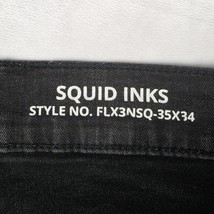 SQUID INKS
STYLE NO. FLX3NSQ-35X34